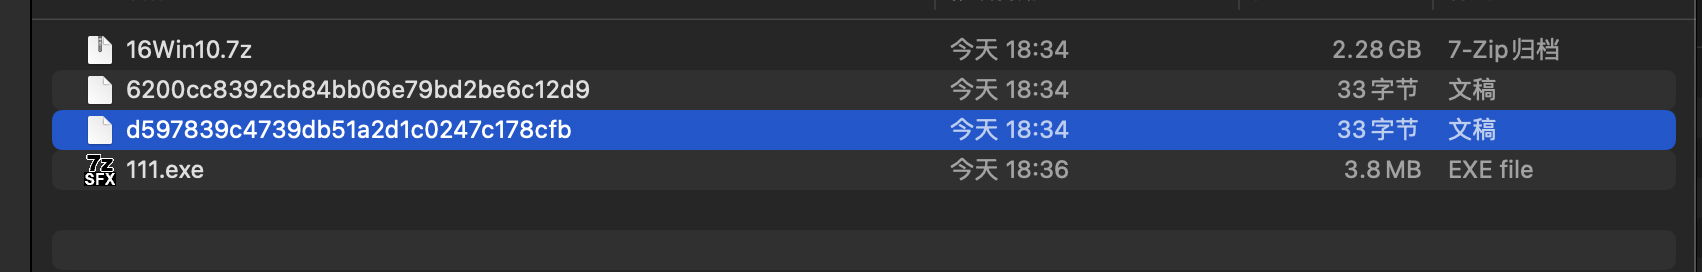 16Win10.7z 今天 18:34 2.28 GB 7-Zip归档
6200cc8392cb84bb06e79bd2be6c12d9 今天 18:34 33 字节 文稿
d597839c4739db51a2d1c0247c178cfb 今天 18:34 33 字节 文稿
7z SFX 111.exe 今天 18:36 3.8 MB EXE file